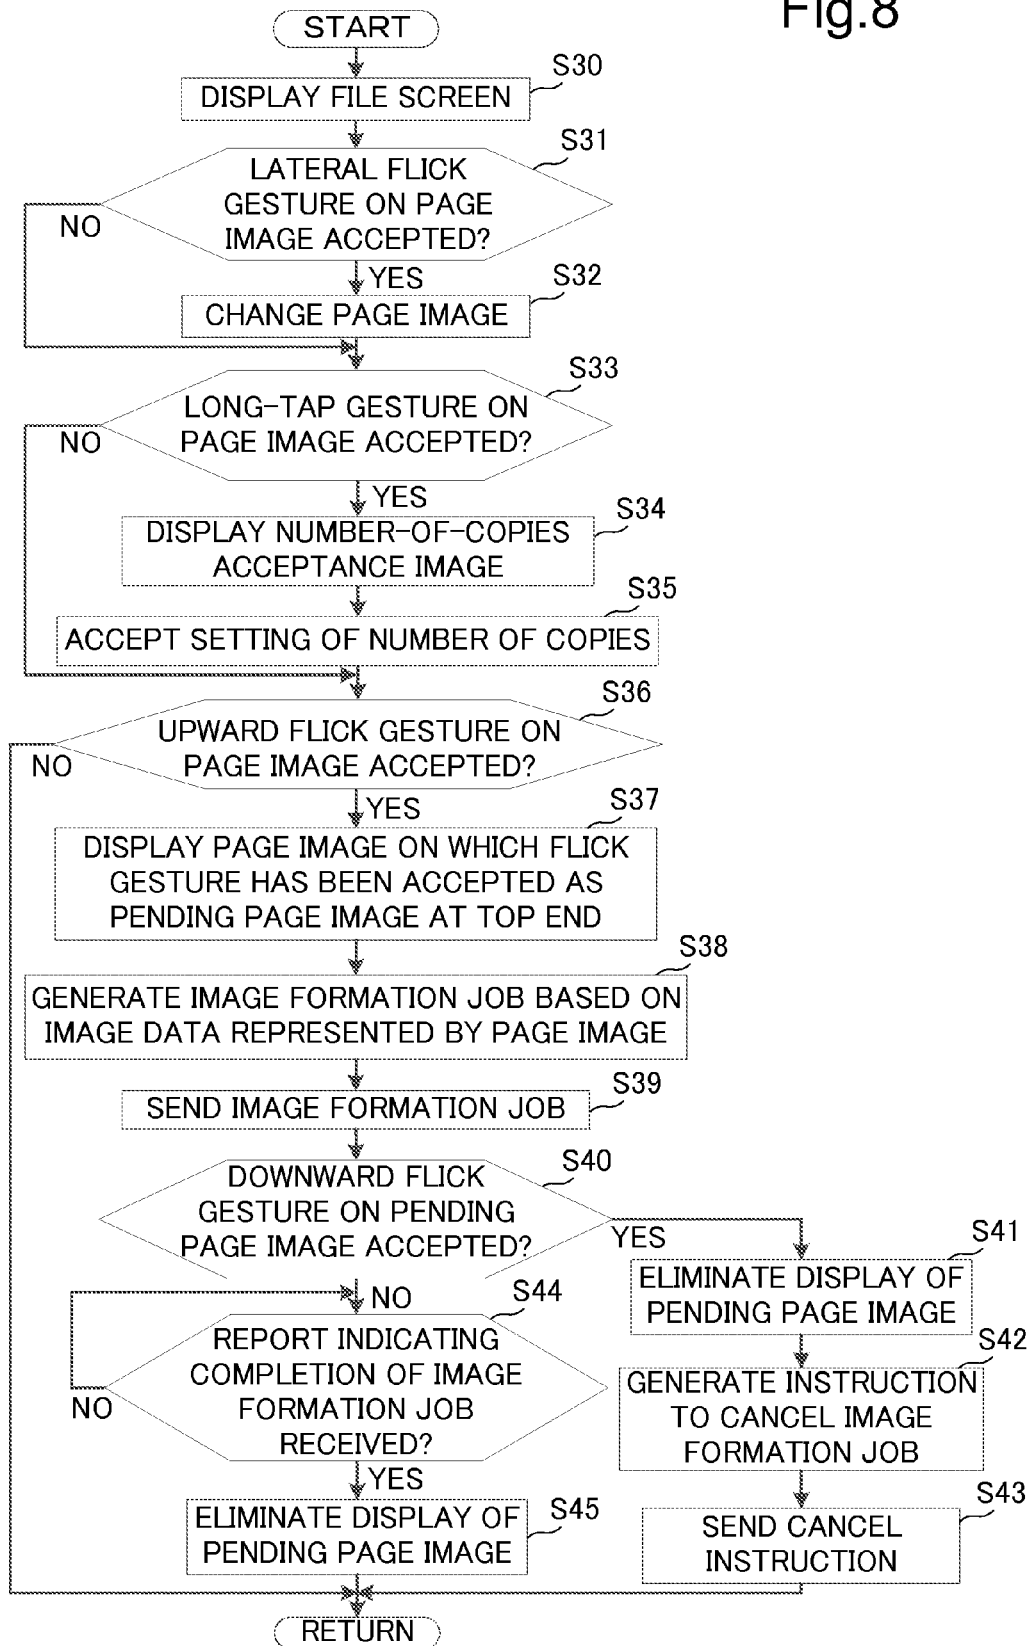 Fig.8
START
S30
DISPLAY FILE SCREEN
S31
LATERAL FLICK
GESTURE ON PAGE
IMAGE ACCEPTED?
NO
YES
S32
CHANGE PAGE IMAGE
S33
LONG-TAP GESTURE ON
PAGE IMAGE ACCEPTED?
NO
YES
S34
DISPLAY NUMBER-OF-COPIES
ACCEPTANCE IMAGE
S35
ACCEPT SETTING OF NUMBER OF COPIES
S36
UPWARD FLICK GESTURE ON
PAGE IMAGE ACCEPTED?
NO
YES
S37
DISPLAY PAGE IMAGE ON WHICH FLICK
GESTURE HAS BEEN ACCEPTED AS
PENDING PAGE IMAGE AT TOP END
S38
GENERATE IMAGE FORMATION JOB BASED ON
IMAGE DATA REPRESENTED BY PAGE IMAGE
S39
SEND IMAGE FORMATION JOB
S40
DOWNWARD FLICK
GESTURE ON PENDING
PAGE IMAGE ACCEPTED?
YES
S41
ELIMINATE DISPLAY OF
PENDING PAGE IMAGE
NO
S44
REPORT INDICATING
COMPLETION OF IMAGE
FORMATION JOB
RECEIVED?
NO
S42
GENERATE INSTRUCTION
TO CANCEL IMAGE
FORMATION JOB
YES
S45
ELIMINATE DISPLAY OF
PENDING PAGE IMAGE
S43
SEND CANCEL
INSTRUCTION
RETURN